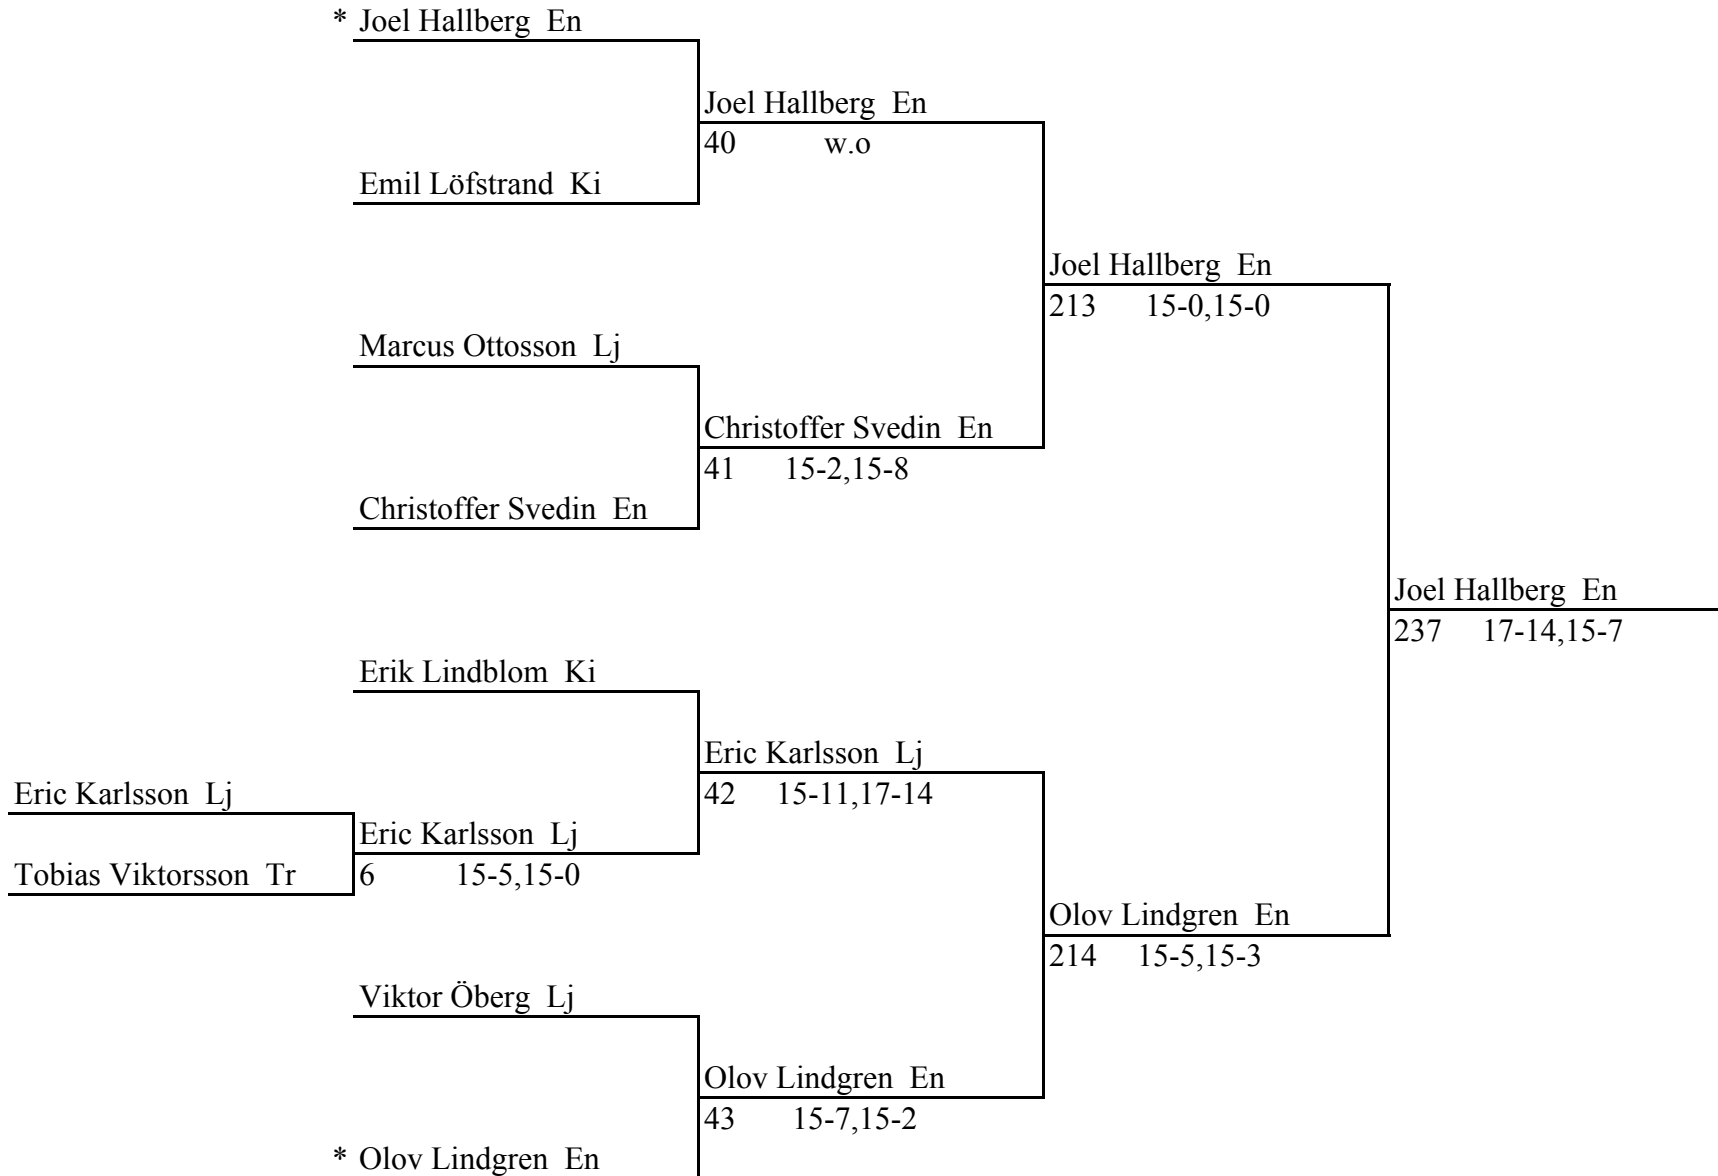 * Joel Hallberg En
Joel Hallberg En
40 w.o
Emil Löfstrand Ki
Joel Hallberg En
213 15-0,15-0
Marcus Ottosson Lj
Christoffer Svedin En
41 15-2,15-8
Christoffer Svedin En
Joel Hallberg En
237 17-14,15-7
Erik Lindblom Ki
Eric Karlsson Lj
42 15-11,17-14
Eric Karlsson Lj
Eric Karlsson Lj
6 15-5,15-0
Tobias Viktorsson Tr
Olov Lindgren En
214 15-5,15-3
Viktor Öberg Lj
Olov Lindgren En
43 15-7,15-2
* Olov Lindgren En